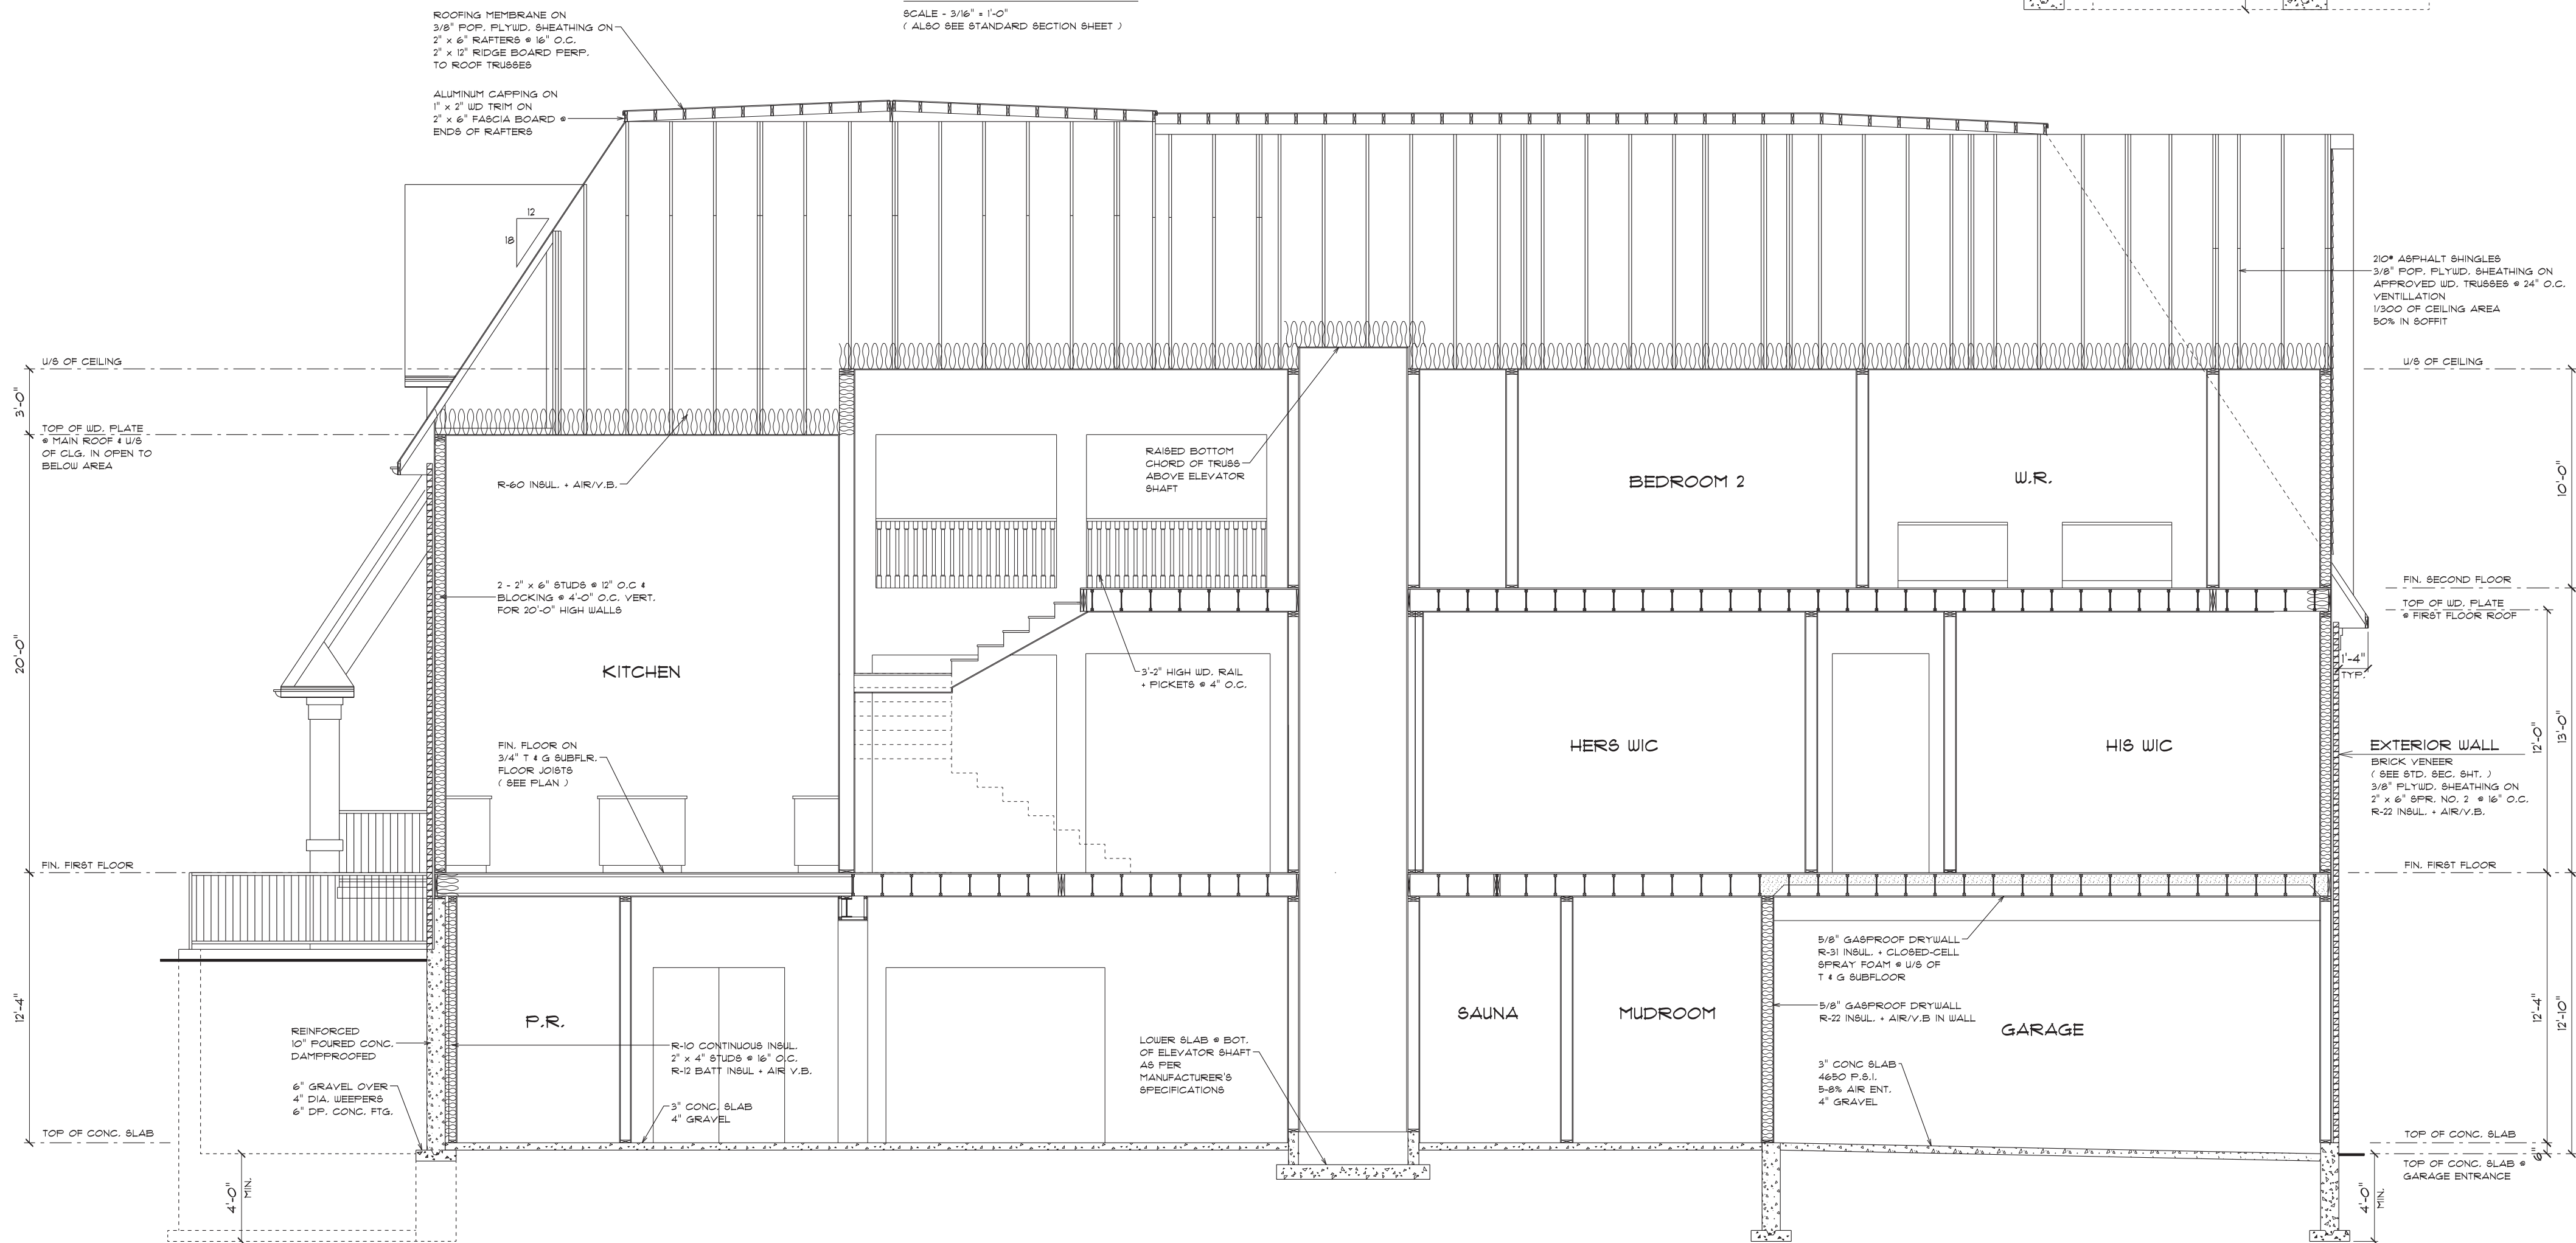 SCALE - 3/16" = 1'-0"
( ALSO SEE STANDARD SECTION SHEET )
ROOFING MEMBRANE ON
3/8" POP. PLYWD. SHEATHING ON
2" x 6" RAFTERS @ 16" O.C.
2" x 12" RIDGE BOARD PERP.
TO ROOF TRUSSES
ALUMINUM CAPPING ON
1" x 2" WD TRIM ON
2" x 6" FASCIA BOARD @
ENDS OF RAFTERS
12
18
210# ASPHALT SHINGLES
3/8" POP. PLYWD. SHEATHING ON
APPROVED WD. TRUSSES @ 24" O.C.
VENTILLATION
1/300 OF CEILING AREA
50% IN SOFFIT
U/S OF CEILING
3'-0"
TOP OF WD. PLATE
@ MAIN ROOF & U/S
OF CLG. IN OPEN TO
BELOW AREA
20'-0"
FIN. FIRST FLOOR
12'-4"
TOP OF CONC. SLAB
4'-0"
MIN.
R-60 INSUL. + AIR/V.B.
2 - 2" x 6" STUDS @ 12" O.C &
BLOCKING @ 4'-0" O.C. VERT.
FOR 20'-0" HIGH WALLS
KITCHEN
FIN. FLOOR ON
3/4" T & G SUBFLR.
FLOOR JOISTS
( SEE PLAN )
RAISED BOTTOM
CHORD OF TRUSS
ABOVE ELEVATOR
SHAFT
3'-2" HIGH WD. RAIL
+ PICKETS @ 4" O.C.
BEDROOM 2
W.R.
HERS WIC
HIS WIC
REINFORCED
10" POURED CONC.
DAMPPROOFED
6" GRAVEL OVER
4" DIA. WEEPERS
6" DP. CONC. FTG.
P.R.
R-10 CONTINUOUS INSUL.
2" x 4" STUDS @ 16" O.C.
R-12 BATT INSUL + AIR V.B.
3" CONC. SLAB
4" GRAVEL
LOWER SLAB @ BOT.
OF ELEVATOR SHAFT
AS PER
MANUFACTURER'S
SPECIFICATIONS
SAUNA
MUDROOM
5/8" GASPROOF DRYWALL
R-31 INSUL. + CLOSED-CELL
SPRAY FOAM @ U/S OF
T & G SUBFLOOR
5/8" GASPROOF DRYWALL
R-22 INSUL. + AIR/V.B IN WALL
GARAGE
3" CONC SLAB
4650 P.S.I.
5-8% AIR ENT.
4" GRAVEL
U/S OF CEILING
10'-0"
FIN. SECOND FLOOR
TOP OF WD. PLATE
@ FIRST FLOOR ROOF
1'-4"
TYP.
12'-0"
13'-0"
EXTERIOR WALL
BRICK VENEER
( SEE STD. SEC. SHT. )
3/8" PLYWD. SHEATHING ON
2" x 6" SPR. NO. 2 @ 16" O.C.
R-22 INSUL. + AIR/V.B.
FIN. FIRST FLOOR
12'-4"
12'-10"
TOP OF CONC. SLAB
6"
TOP OF CONC. SLAB @
GARAGE ENTRANCE
4'-0"
MIN.